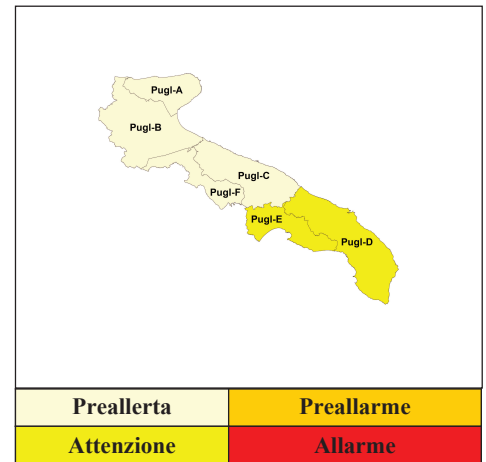 Pugl-A
Pugl-B
Pugl-C
Pugl-F
Pugl-E
Pugl-D
Preallerta Preallarme
Attenzione Allarme